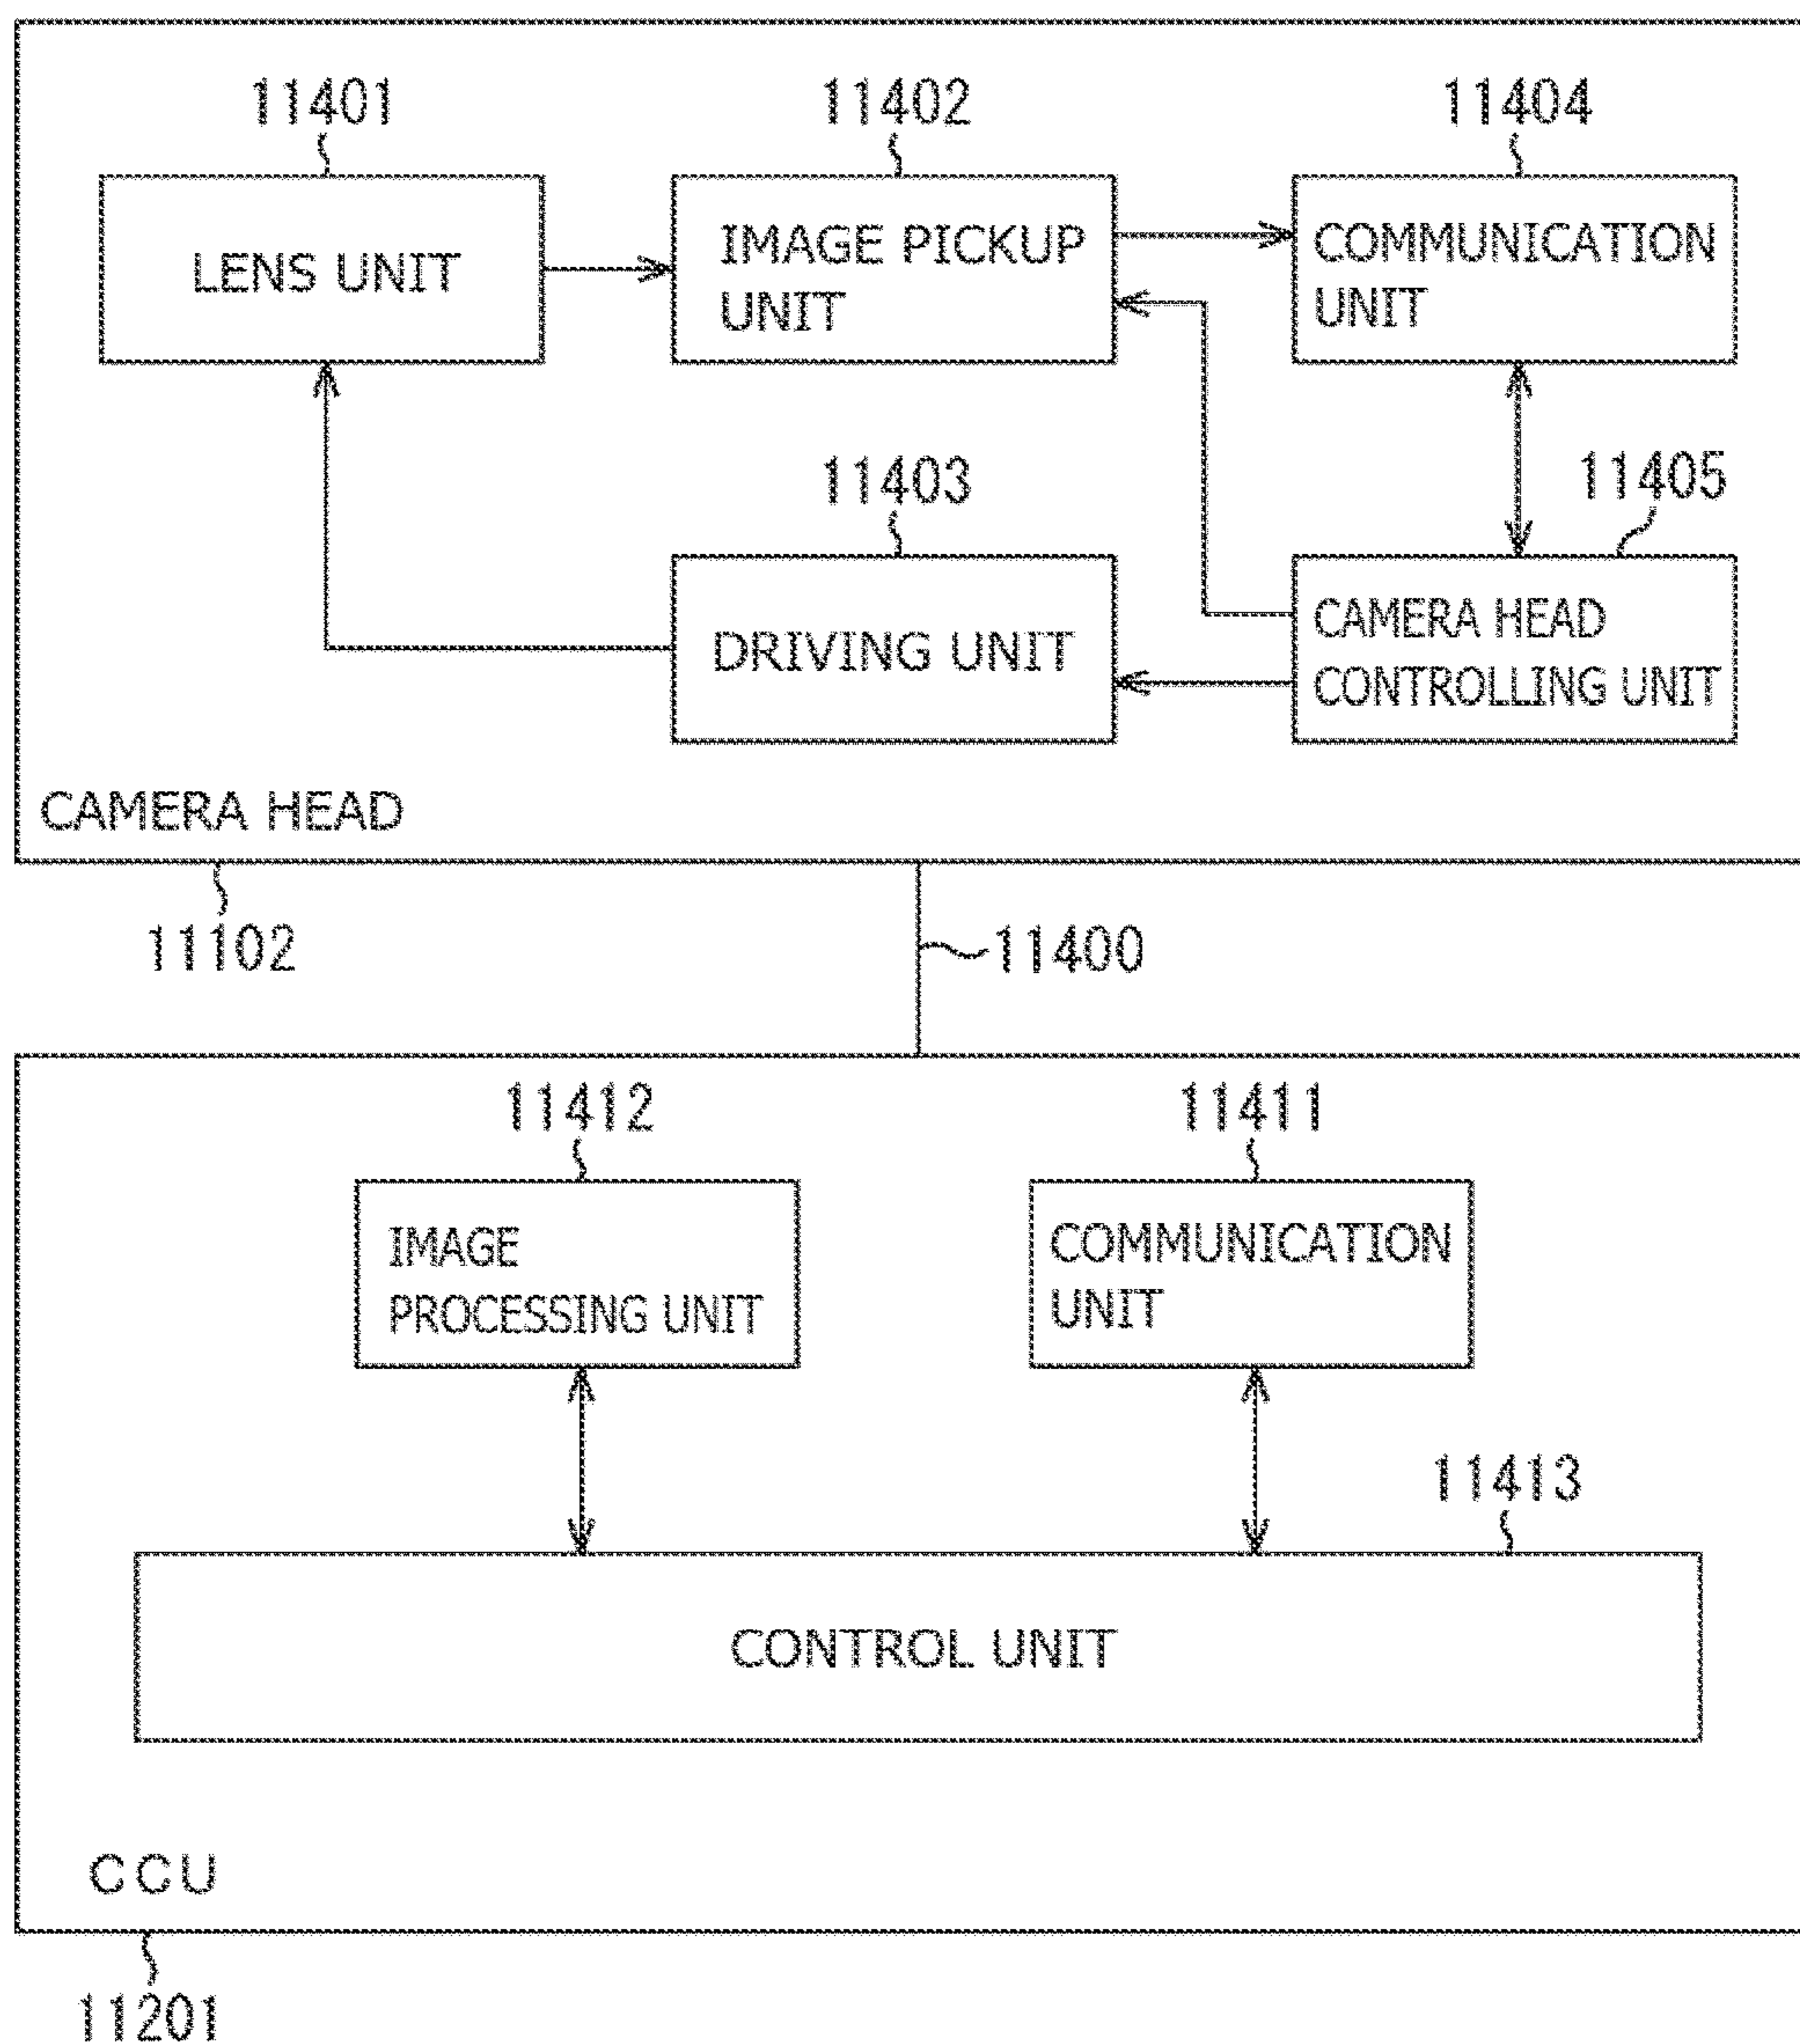 11401
11402
11404
LENS UNIT
IMAGE PICKUP
UNIT
COMMUNICATION
UNIT
11403
11405
DRIVING UNIT
CAMERA HEAD
CONTROLLING UNIT
CAMERA HEAD
11102
11400
11412
11411
IMAGE
PROCESSING UNIT
COMMUNICATION
UNIT
11413
CONTROL UNIT
CCU
11201